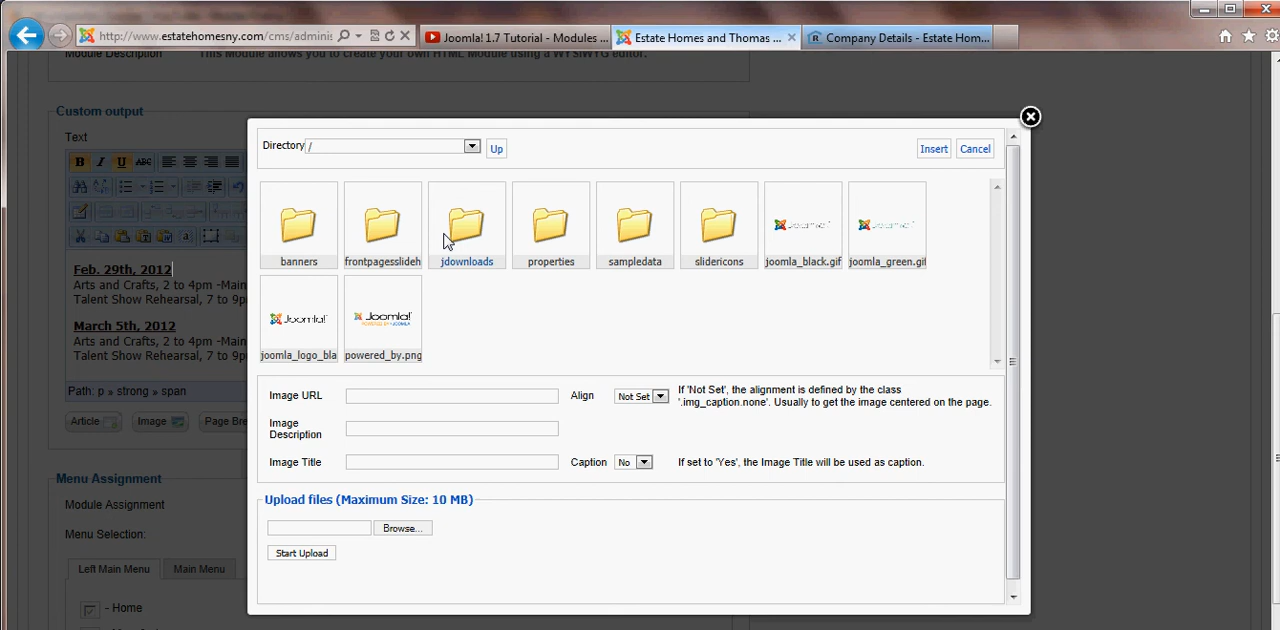 http://www.estatehomesny.com/cms/adminis
Joomla! 1.7 Tutorial - Modules ...
Estate Homes and Thomas ...
Company Details - Estate Hom...
Module Description
This Module allows you to create your own HTML Module using a WYSIWYG editor.
Custom output
Text
B I U ABC
Feb. 29th, 2012
Arts and Crafts, 2 to 4pm -Main
Talent Show Rehearsal, 7 to 9p
March 5th, 2012
Arts and Crafts, 2 to 4pm -Main
Talent Show Rehearsal, 7 to 9p
Path: p » strong » span
Article
Image
Page Bre
Menu Assignment
Module Assignment
Menu Selection:
Left Main Menu
Main Menu
- Home
Directory /
Up
Insert
Cancel
banners
frontpagesslideh
jdownloads
properties
sampledata
slidericons
joomla_black.gif
joomla_green.gif
Joomla!
Joomla!
POWERED BY JOOMLA
joomla_logo_bla
powered_by.png
Image URL
Align
Not Set
If 'Not Set', the alignment is defined by the class
'.img_caption.none'. Usually to get the image centered on the page.
Image
Description
Image Title
Caption
No
If set to 'Yes', the Image Title will be used as caption.
Upload files (Maximum Size: 10 MB)
Browse...
Start Upload